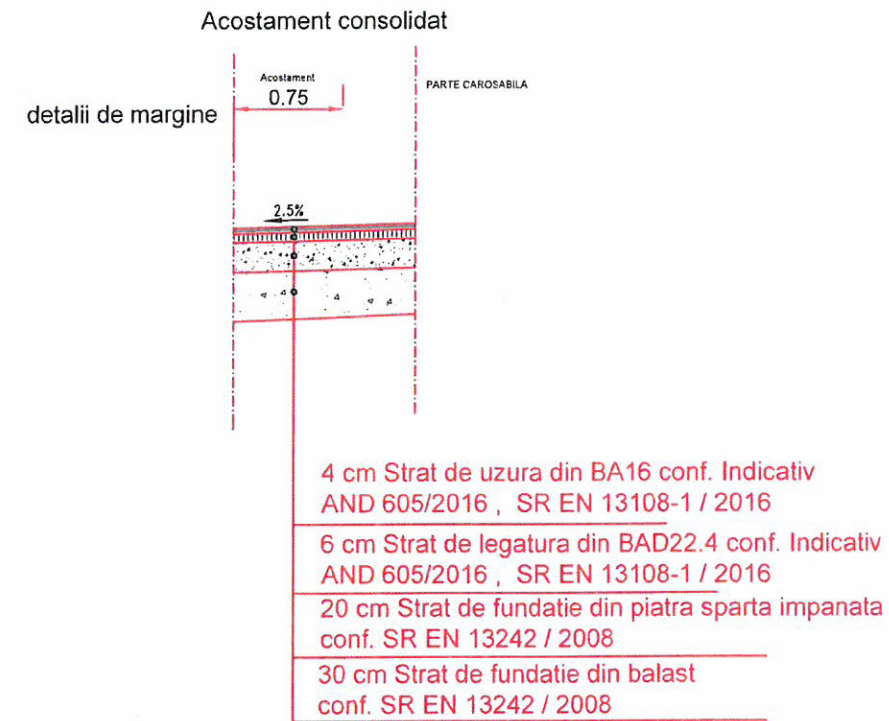 Acostament consolidat
Acostament
0.75
PARTE CAROSABILA
detalii de margine
2.5%
4 cm Strat de uzura din BA16 conf. Indicativ
AND 605/2016 , SR EN 13108-1 / 2016
6 cm Strat de legatura din BAD22.4 conf. Indicativ
AND 605/2016 , SR EN 13108-1 / 2016
20 cm Strat de fundatie din piatra sparta impanata
conf. SR EN 13242 / 2008
30 cm Strat de fundatie din balast
conf. SR EN 13242 / 2008